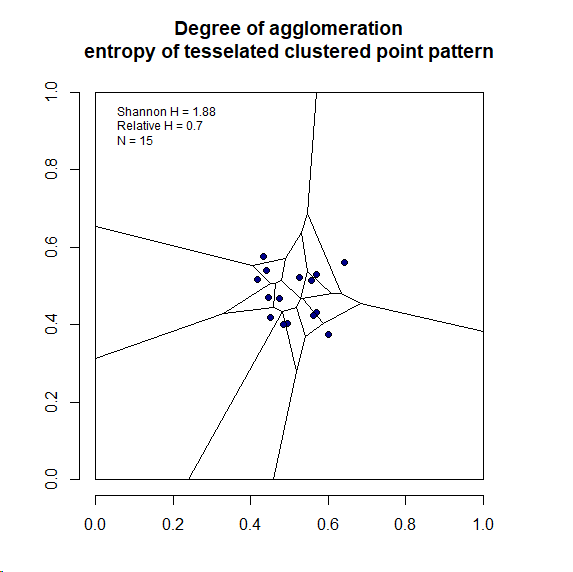 Degree of agglomeration
entropy of tesselated clustered point pattern
Shannon H = 1.88
Relative H = 0.7
N = 15
1.0
0.8
0.6
0.4
0.2
0.0
0.0 0.2 0.4 0.6 0.8 1.0